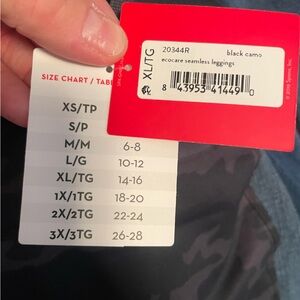 20344R
black camo
ecocare seamless leggings
XL/TG
8 43953 41449 0
SIZE CHART / TABL
XS/TP
S/P
M/M 6-8
L/G 10-12
XL/TG 14-16
1X/1TG 18-20
2X/2TG 22-24
3X/3TG 26-28